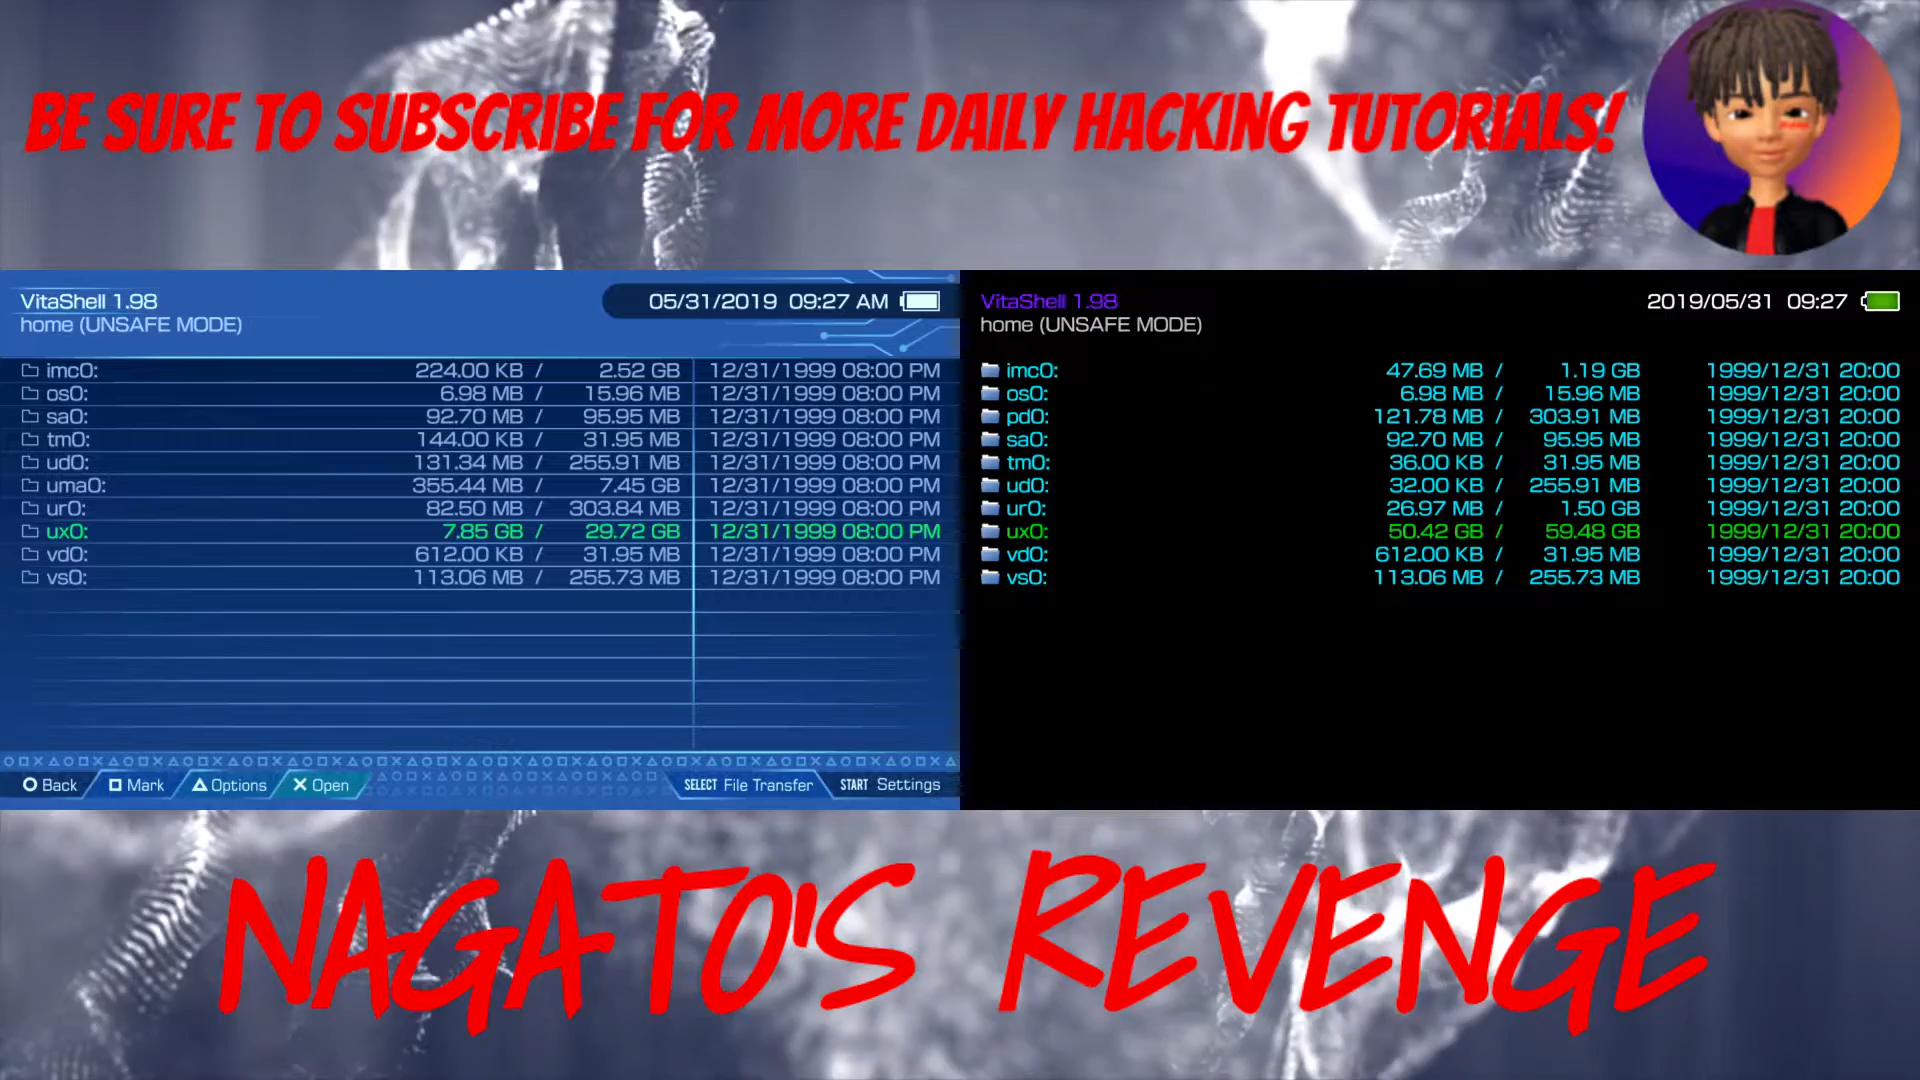 BE SURE TO SUBSCRIBE FOR MORE DAILY HACKING TUTORIALS!
VitaShell 1.98 05/31/2019 09:27 AM
home (UNSAFE MODE)
imc0: 224.00 KB / 2.52 GB 12/31/1999 08:00 PM
os0: 6.98 MB / 15.96 MB 12/31/1999 08:00 PM
sa0: 92.70 MB / 95.95 MB 12/31/1999 08:00 PM
tm0: 144.00 KB / 31.95 MB 12/31/1999 08:00 PM
ud0: 131.34 MB / 255.91 MB 12/31/1999 08:00 PM
uma0: 355.44 MB / 7.45 GB 12/31/1999 08:00 PM
ur0: 82.50 MB / 303.84 MB 12/31/1999 08:00 PM
ux0: 7.85 GB / 29.72 GB 12/31/1999 08:00 PM
vd0: 612.00 KB / 31.95 MB 12/31/1999 08:00 PM
vs0: 113.06 MB / 255.73 MB 12/31/1999 08:00 PM
Back Mark Options Open SELECT File Transfer START Settings
VitaShell 1.98 2019/05/31 09:27
home (UNSAFE MODE)
imc0: 47.69 MB / 1.19 GB 1999/12/31 20:00
os0: 6.98 MB / 15.96 MB 1999/12/31 20:00
pd0: 121.78 MB / 303.91 MB 1999/12/31 20:00
sa0: 92.70 MB / 95.95 MB 1999/12/31 20:00
tm0: 36.00 KB / 31.95 MB 1999/12/31 20:00
ud0: 32.00 KB / 255.91 MB 1999/12/31 20:00
ur0: 26.97 MB / 1.50 GB 1999/12/31 20:00
ux0: 50.42 GB / 59.48 GB 1999/12/31 20:00
vd0: 612.00 KB / 31.95 MB 1999/12/31 20:00
vs0: 113.06 MB / 255.73 MB 1999/12/31 20:00
NAGATO'S REVENGE